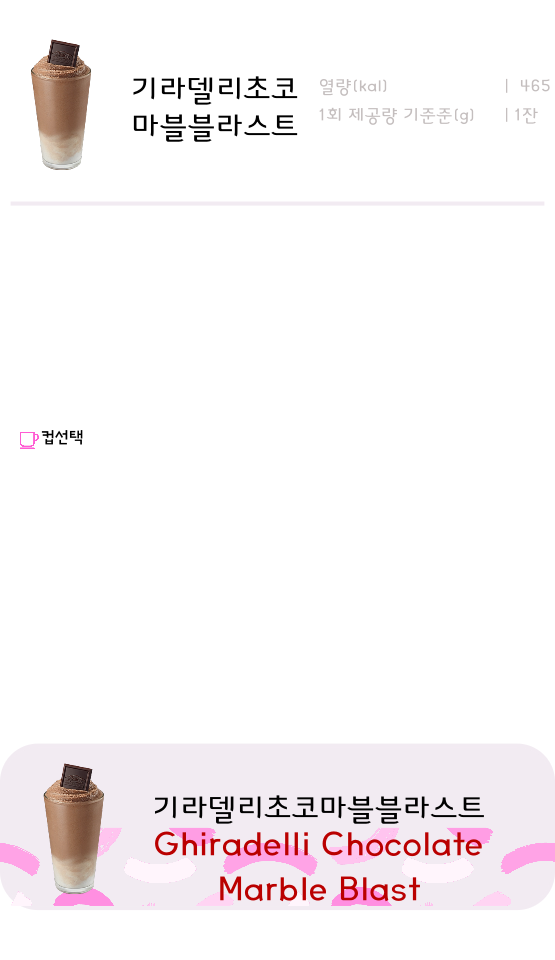 기라델리초코
마블블라스트
열량(kal) | 465
1회 제공량 기준준(g) | 1잔
컵선택
기라델리초코마블블라스트
Ghiradelli Chocolate
Marble Blast